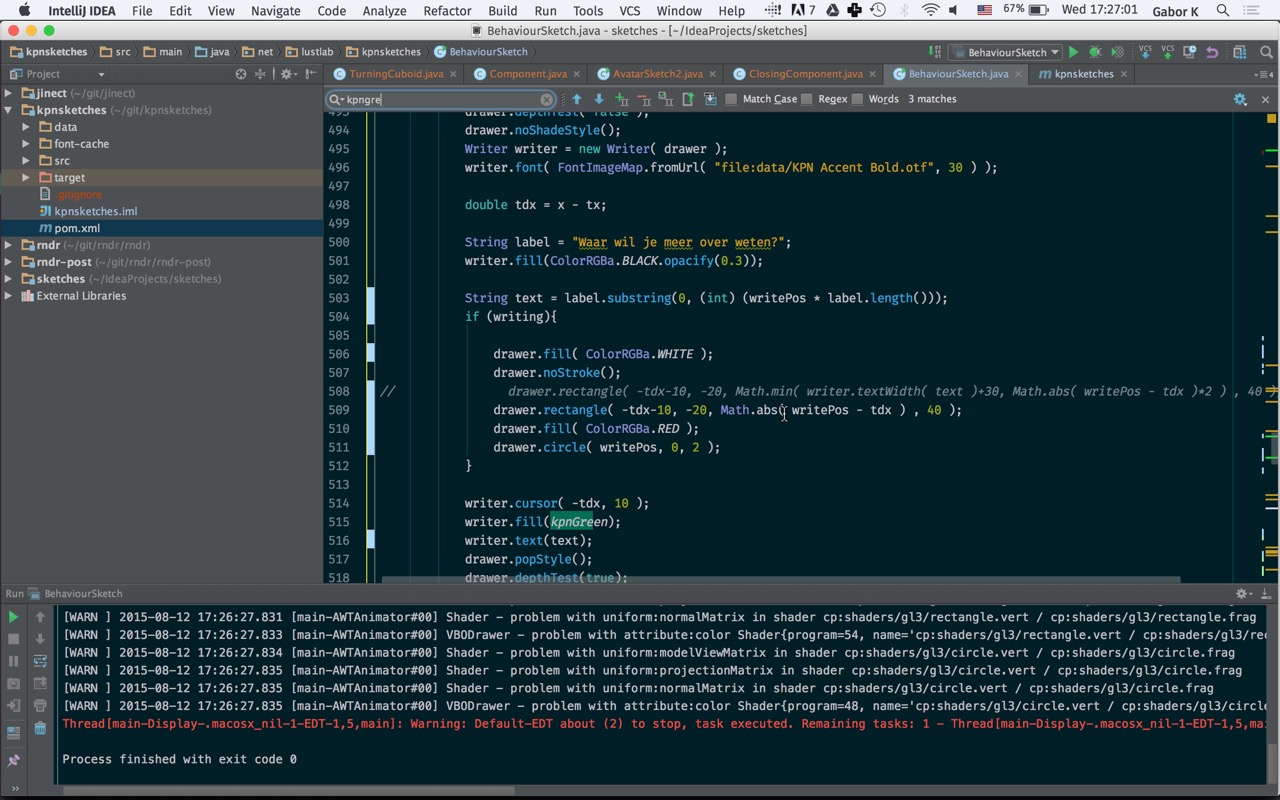 IntelliJ IDEA File Edit View Navigate Code Analyze Refactor Build Run Tools VCS Window Help 7 67% Wed 17:27:01 Gabor K
BehaviourSketch.java - sketches - [~/IdeaProjects/sketches]
kpnsketches src main java net lustlab kpnsketches BehaviourSketch BehaviourSketch VCS VCS
Project TurningCuboid.java Component.java AvatarSketch2.java ClosingComponent.java BehaviourSketch.java kpnsketches
jinect (~/git/jinect)
kpnsketches (~/git/kpnsketches)
data
font-cache
src
target
.gitignore
kpnsketches.iml
pom.xml
rndr (~/git/rndr/rndr)
rndr-post (~/git/rndr/rndr-post)
sketches (~/IdeaProjects/sketches)
External Libraries
kpngre Match Case Regex Words 3 matches
493 drawer.depthTest( false );
494 drawer.noShadeStyle();
495 Writer writer = new Writer( drawer );
496 writer.font( FontImageMap.fromUrl( "file:data/KPN Accent Bold.otf", 30 ) );
497
498 double tdx = x - tx;
499
500 String label = "Waar wil je meer over weten?";
501 writer.fill(ColorRGBa.BLACK.opacify(0.3));
502
503 String text = label.substring(0, (int) (writePos * label.length()));
504 if (writing){
505
506 drawer.fill( ColorRGBa.WHITE );
507 drawer.noStroke();
508 // drawer.rectangle( -tdx-10, -20, Math.min( writer.textWidth( text )+30, Math.abs( writePos - tdx )*2 ) , 40 )
509 drawer.rectangle( -tdx-10, -20, Math.abs( writePos - tdx ) , 40 );
510 drawer.fill( ColorRGBa.RED );
511 drawer.circle( writePos, 0, 2 );
512 }
513
514 writer.cursor( -tdx, 10 );
515 writer.fill(kpnGreen);
516 writer.text(text);
517 drawer.popStyle();
518 drawer.depthTest(true);
Run BehaviourSketch
[WARN ] 2015-08-12 17:26:27.831 [main-AWTAnimator#00] Shader - problem with uniform:normalMatrix in shader cp:shaders/gl3/rectangle.vert / cp:shaders/gl3/rectangle.frag
[WARN ] 2015-08-12 17:26:27.833 [main-AWTAnimator#00] VBODrawer - problem with attribute:color Shader{program=54, name='cp:shaders/gl3/rectangle.vert / cp:shaders/gl3/rec
[WARN ] 2015-08-12 17:26:27.834 [main-AWTAnimator#00] Shader - problem with uniform:modelViewMatrix in shader cp:shaders/gl3/circle.vert / cp:shaders/gl3/circle.frag
[WARN ] 2015-08-12 17:26:27.835 [main-AWTAnimator#00] Shader - problem with uniform:projectionMatrix in shader cp:shaders/gl3/circle.vert / cp:shaders/gl3/circle.frag
[WARN ] 2015-08-12 17:26:27.835 [main-AWTAnimator#00] Shader - problem with uniform:normalMatrix in shader cp:shaders/gl3/circle.vert / cp:shaders/gl3/circle.frag
[WARN ] 2015-08-12 17:26:27.835 [main-AWTAnimator#00] VBODrawer - problem with attribute:color Shader{program=48, name='cp:shaders/gl3/circle.vert / cp:shaders/gl3/circle
Thread[main-Display-.macosx_nil-1-EDT-1,5,main]: Warning: Default-EDT about (2) to stop, task executed. Remaining tasks: 1 - Thread[main-Display-.macosx_nil-1-EDT-1,5,mai
Process finished with exit code 0